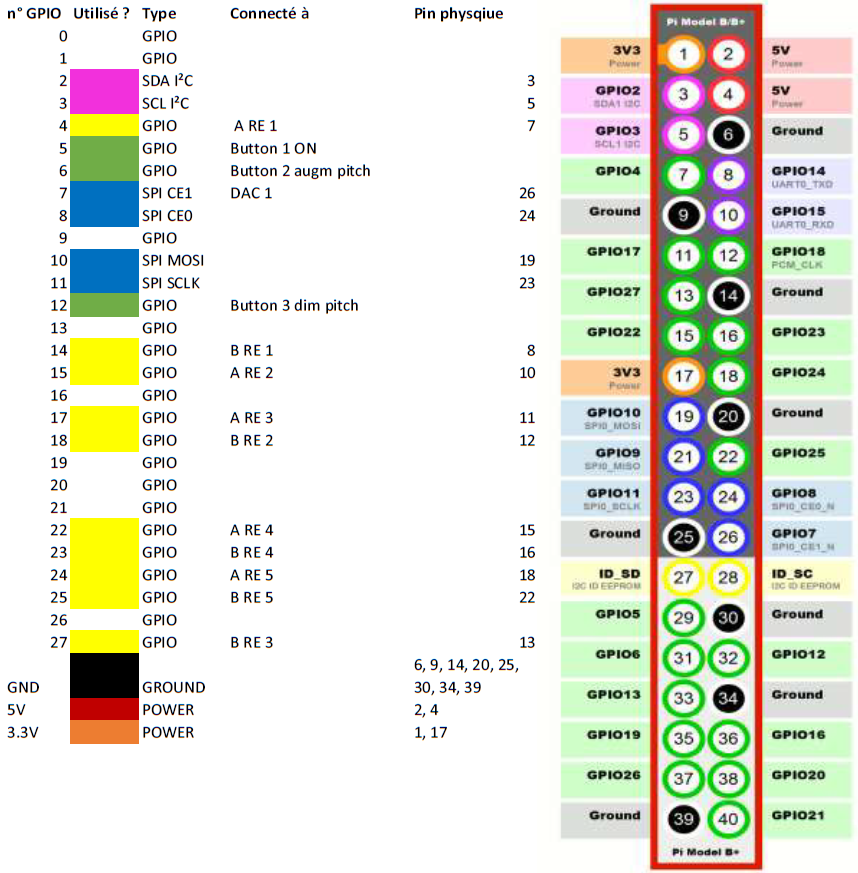 n° GPIO Utilisé ? Type Connecté à Pin physqiue
0 GPIO
1 GPIO
2 SDA I²C 3
3 SCL I²C 5
4 GPIO A RE 1 7
5 GPIO Button 1 ON
6 GPIO Button 2 augm pitch
7 SPI CE1 DAC 1 26
8 SPI CE0 24
9 GPIO
10 SPI MOSI 19
11 SPI SCLK 23
12 GPIO Button 3 dim pitch
13 GPIO
14 GPIO B RE 1 8
15 GPIO A RE 2 10
16 GPIO
17 GPIO A RE 3 11
18 GPIO B RE 2 12
19 GPIO
20 GPIO
21 GPIO
22 GPIO A RE 4 15
23 GPIO B RE 4 16
24 GPIO A RE 5 18
25 GPIO B RE 5 22
26 GPIO
27 GPIO B RE 3 13
6, 9, 14, 20, 25,
GND GROUND 30, 34, 39
5V POWER 2, 4
3.3V POWER 1, 17
Pi Model B/B+
3V3 1 2 5V
Power Power
GPIO2 3 4 5V
SDA1 I2C Power
GPIO3 5 6 Ground
SCL1 I2C
GPIO4 7 8 GPIO14
UART0_TXD
Ground 9 10 GPIO15
UART0_RXD
GPIO17 11 12 GPIO18
PCM_CLK
GPIO27 13 14 Ground
GPIO22 15 16 GPIO23
3V3 17 18 GPIO24
Power
GPIO10 19 20 Ground
SPI0_MOSI
GPIO9 21 22 GPIO25
SPI0_MISO
GPIO11 23 24 GPIO8
SPI0_SCLK SPI0_CE0_N
Ground 25 26 GPIO7
SPI0_CE1_N
ID_SD 27 28 ID_SC
I2C ID EEPROM I2C ID EEPROM
GPIO5 29 30 Ground
GPIO6 31 32 GPIO12
GPIO13 33 34 Ground
GPIO19 35 36 GPIO16
GPIO26 37 38 GPIO20
Ground 39 40 GPIO21
Pi Model B+